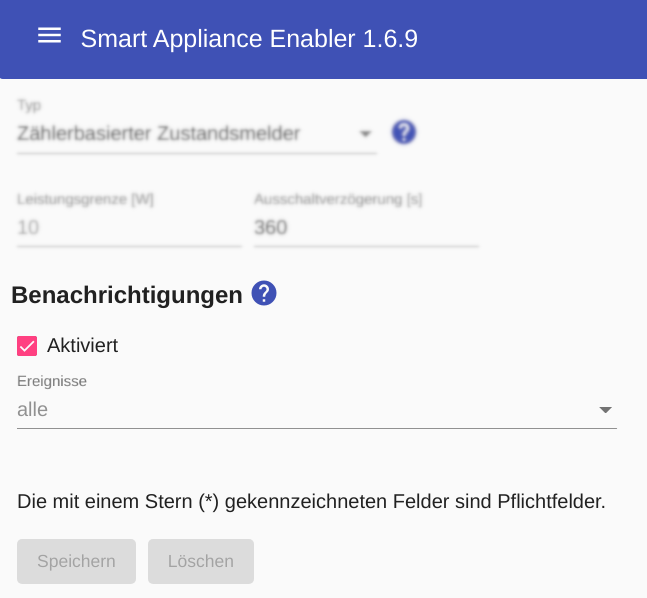 Smart Appliance Enabler 1.6.9
Typ
Zählerbasierter Zustandsmelder
Leistungsgrenze [W] Ausschaltverzögerung [s]
10 360
Benachrichtigungen
Aktiviert
Ereignisse
alle
Die mit einem Stern (*) gekennzeichneten Felder sind Pflichtfelder.
Speichern Löschen